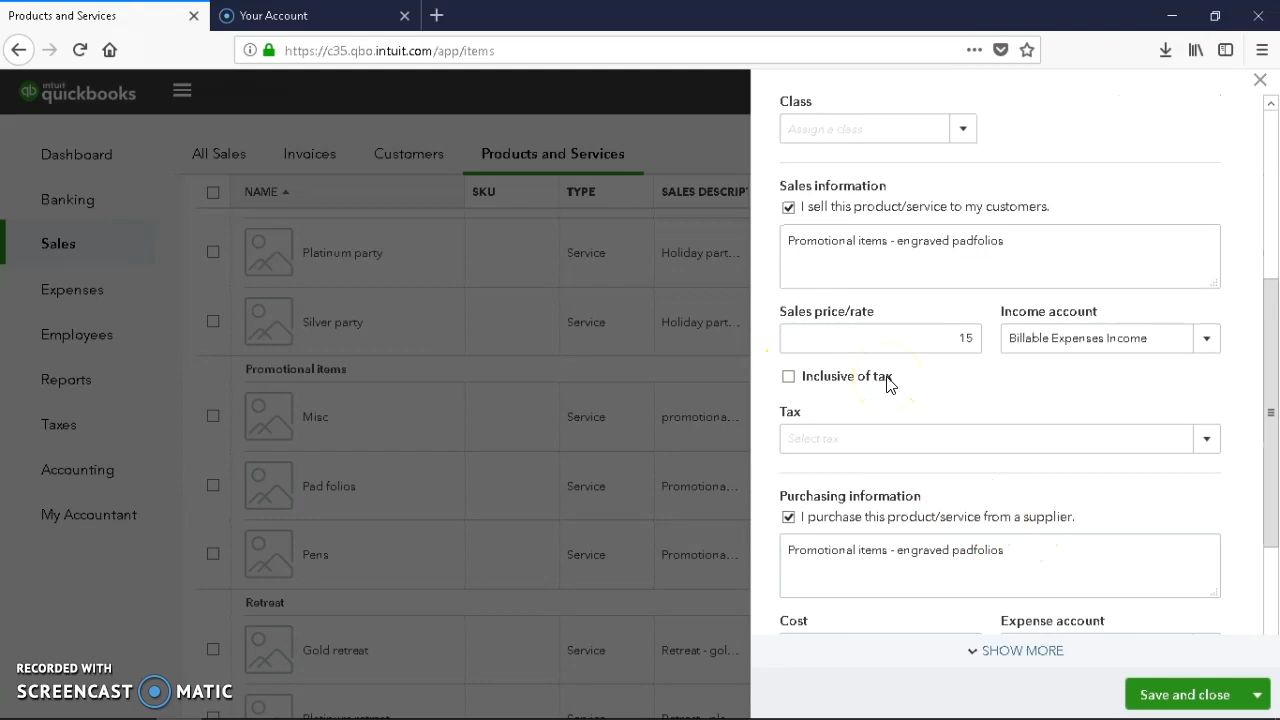 Products and Services
Your Account
https://c35.qbo.intuit.com/app/items
intuit
quickbooks
Dashboard
Banking
Sales
Expenses
Employees
Reports
Taxes
Accounting
My Accountant
All Sales Invoices Customers Products and Services
NAME SKU TYPE SALES DESCRIP
Platinum party Service Holiday part...
Silver party Service Holiday part...
Promotional items
Misc Service promotiona...
Pad folios Service Promotiona...
Pens Service Promotiona...
Retreat
Gold retreat Service Retreat - gol...
Platinum retreat Service Retreat - pla...
Class
Assign a class
Sales information
I sell this product/service to my customers.
Promotional items - engraved padfolios
Sales price/rate Income account
15 Billable Expenses Income
Inclusive of tax
Tax
Select tax
Purchasing information
I purchase this product/service from a supplier.
Promotional items - engraved padfolios
Cost Expense account
SHOW MORE
Save and close
RECORDED WITH
SCREENCAST MATIC